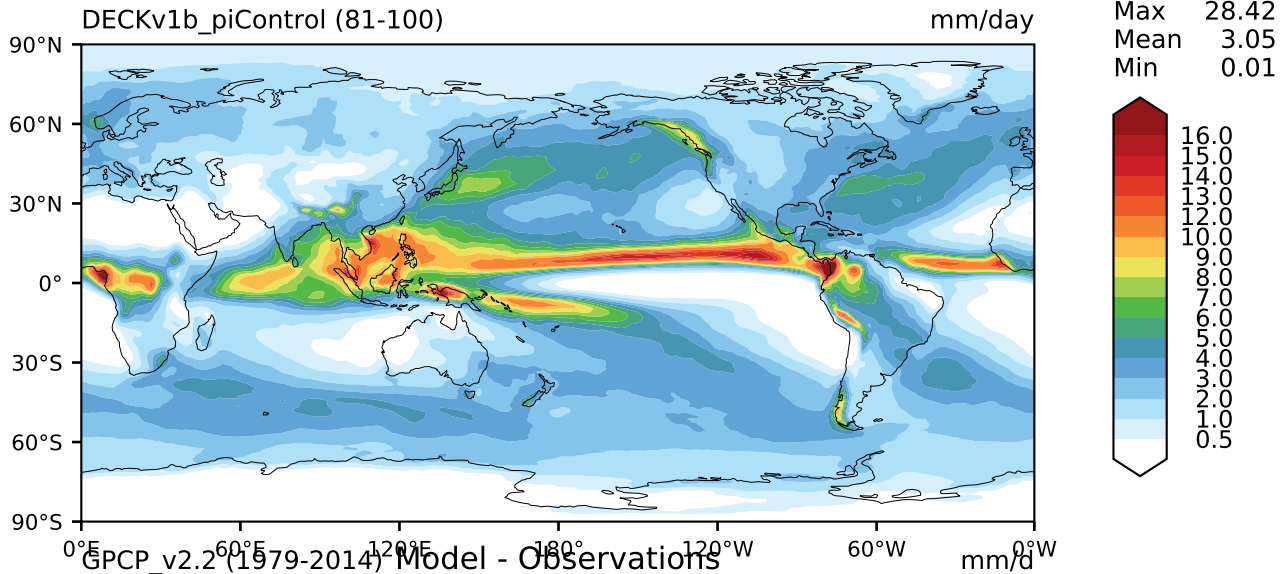 DECKv1b_piControl (81-100) mm/day
Max 28.42
Mean 3.05
Min 0.01
90°N
60°N
30°N
0°
30°S
60°S
90°S
16.0
15.0
14.0
13.0
12.0
10.0
9.0
8.0
7.0
6.0
5.0
4.0
3.0
2.0
1.0
0.5
0°E 60°E 120°E 180° 120°W 60°W 0°W
GPCP_v2.2 (1979-2014) Model - Observations mm/d